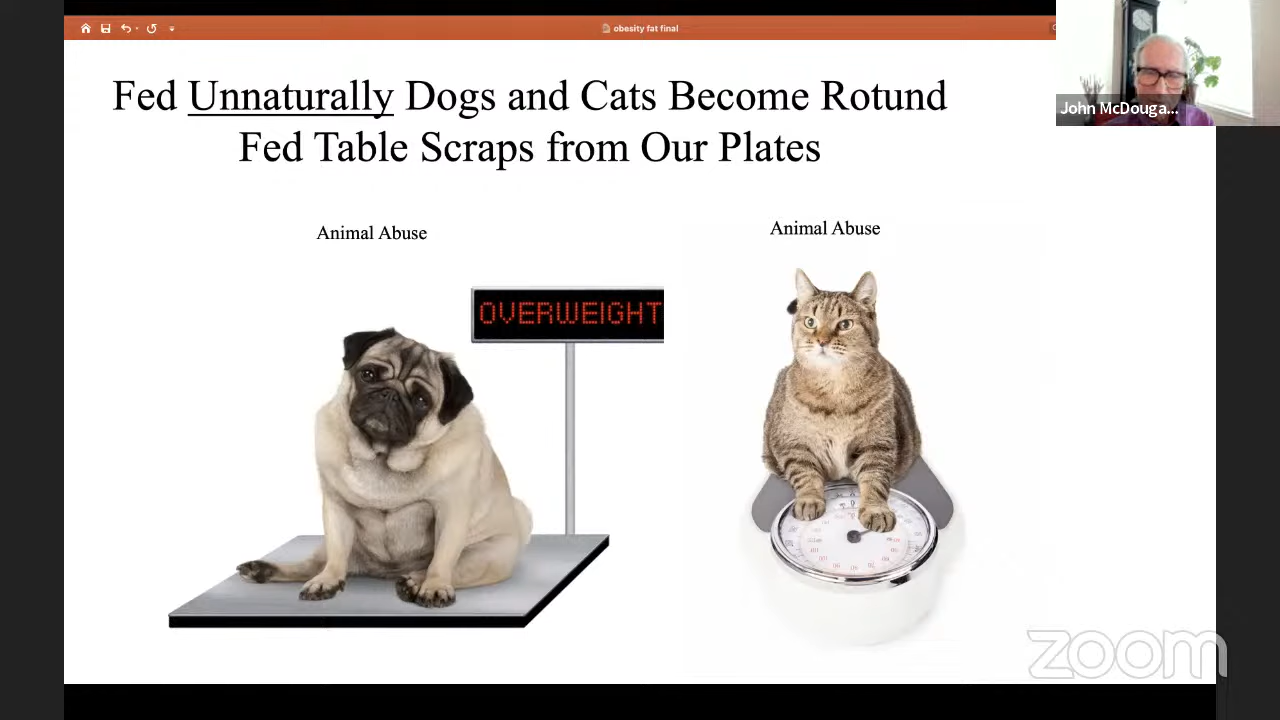 obesity fat final
John McDouga...
Fed Unnaturally Dogs and Cats Become Rotund
Fed Table Scraps from Our Plates
Animal Abuse
Animal Abuse
OVERWEIGHT
zoom